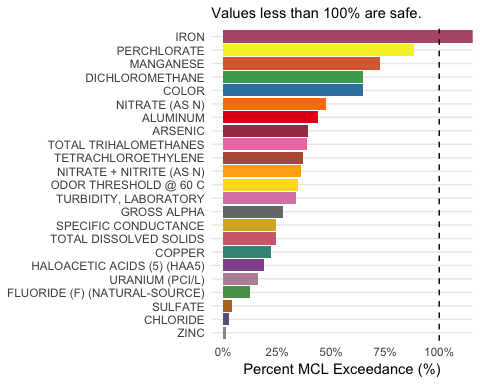 Values less than 100% are safe.
IRON
PERCHLORATE
MANGANESE
DICHLOROMETHANE
COLOR
NITRATE (AS N)
ALUMINUM
ARSENIC
TOTAL TRIHALOMETHANES
TETRACHLOROETHYLENE
NITRATE + NITRITE (AS N)
ODOR THRESHOLD @ 60 C
TURBIDITY, LABORATORY
GROSS ALPHA
SPECIFIC CONDUCTANCE
TOTAL DISSOLVED SOLIDS
COPPER
HALOACETIC ACIDS (5) (HAA5)
URANIUM (PCI/L)
FLUORIDE (F) (NATURAL-SOURCE)
SULFATE
CHLORIDE
ZINC
0% 25% 50% 75% 100%
Percent MCL Exceedance (%)